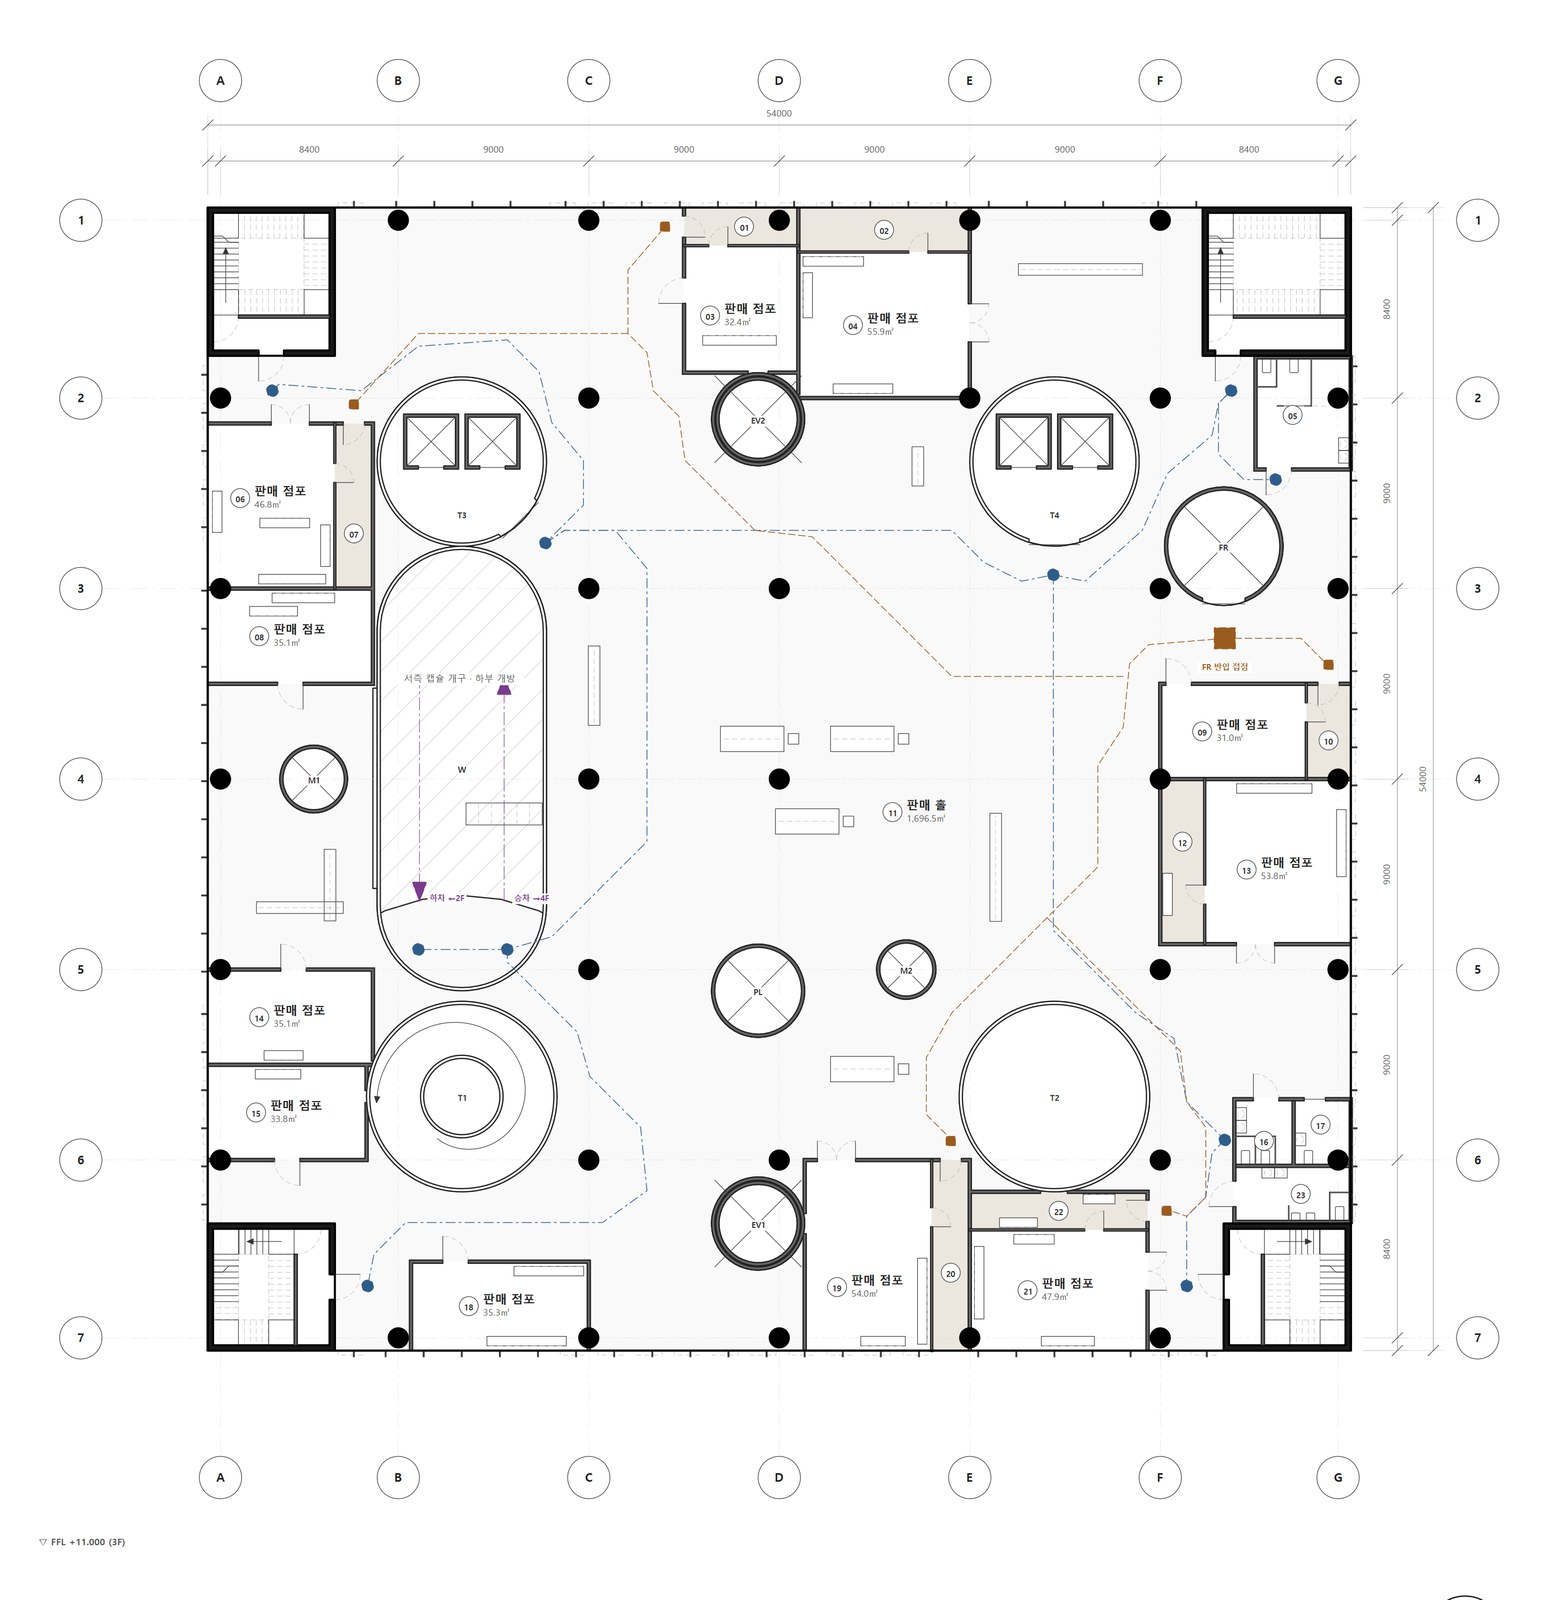 A B C D E F G
54000
8400 9000 9000 9000 9000 8400
1 1
01
02
03 판매 점포
32.4㎡
04 판매 점포
55.9㎡
8400
2 2
05
EV2
06 판매 점포
46.8㎡
07
T3
T4
9000
FR
3 3
08 판매 점포
35.1㎡
FR 반입 접점
서측 캡슐 개구 · 하부 개방
9000
09 판매 점포
31.0㎡
10
W
M1
4 4
54000
11 판매 홀
1,696.5㎡
12
13 판매 점포
53.8㎡
9000
하차 ←2F
승차 →4F
5 5
M2
PL
14 판매 점포
35.1㎡
9000
15 판매 점포
33.8㎡
T1
T2
16
17
6 6
23
22
EV1
8400
18 판매 점포
35.3㎡
19 판매 점포
54.0㎡
20
21 판매 점포
47.9㎡
7 7
A B C D E F G
▽ FFL +11.000 (3F)